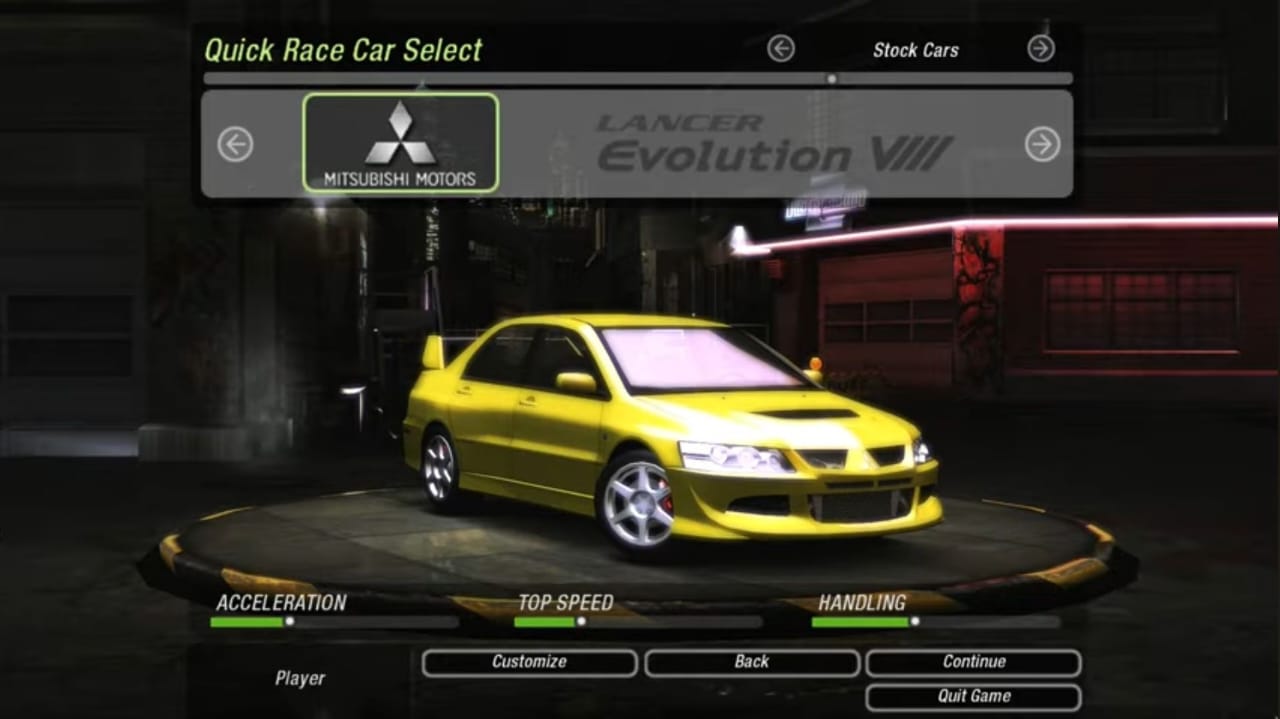 Quick Race Car Select
Stock Cars
MITSUBISHI MOTORS
LANCER
Evolution VIII
ACCELERATION
TOP SPEED
HANDLING
Player
Customize
Back
Continue
Quit Game